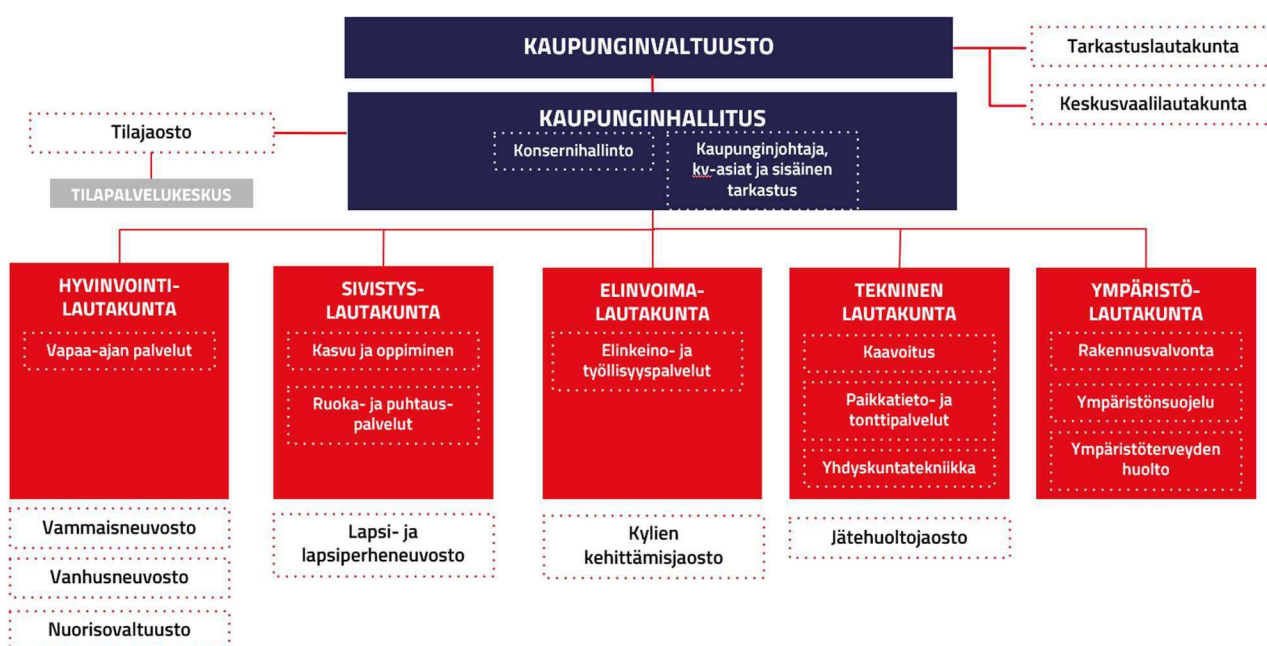 KAUPUNGINVALTUUSTO
Tarkastuslautakunta
Keskusvaalilautakunta
KAUPUNGINHALLITUS
Konsernihallinto
Kaupunginjohtaja,
kv-asiat ja sisäinen
tarkastus
Tilajaosto
TILAPALVELUKESKUS
HYVINVOINTI-
LAUTAKUNTA
Vapaa-ajan palvelut
Vammaisneuvosto
Vanhusneuvosto
Nuorisovaltuusto
SIVISTYS-
LAUTAKUNTA
Kasvu ja oppiminen
Ruoka- ja puhtaus-
palvelut
Lapsi- ja
lapsiperheneuvosto
ELINVOIMA-
LAUTAKUNTA
Elinkeino- ja
työllisyyspalvelut
Kylien
kehittämisjaosto
TEKNINEN
LAUTAKUNTA
Kaavoitus
Paikkatieto- ja
tonttipalvelut
Yhdyskuntatekniikka
Jätehuoltojaosto
YMPÄRISTÖ-
LAUTAKUNTA
Rakennusvalvonta
Ympäristönsuojelu
Ympäristöterveyden
huolto